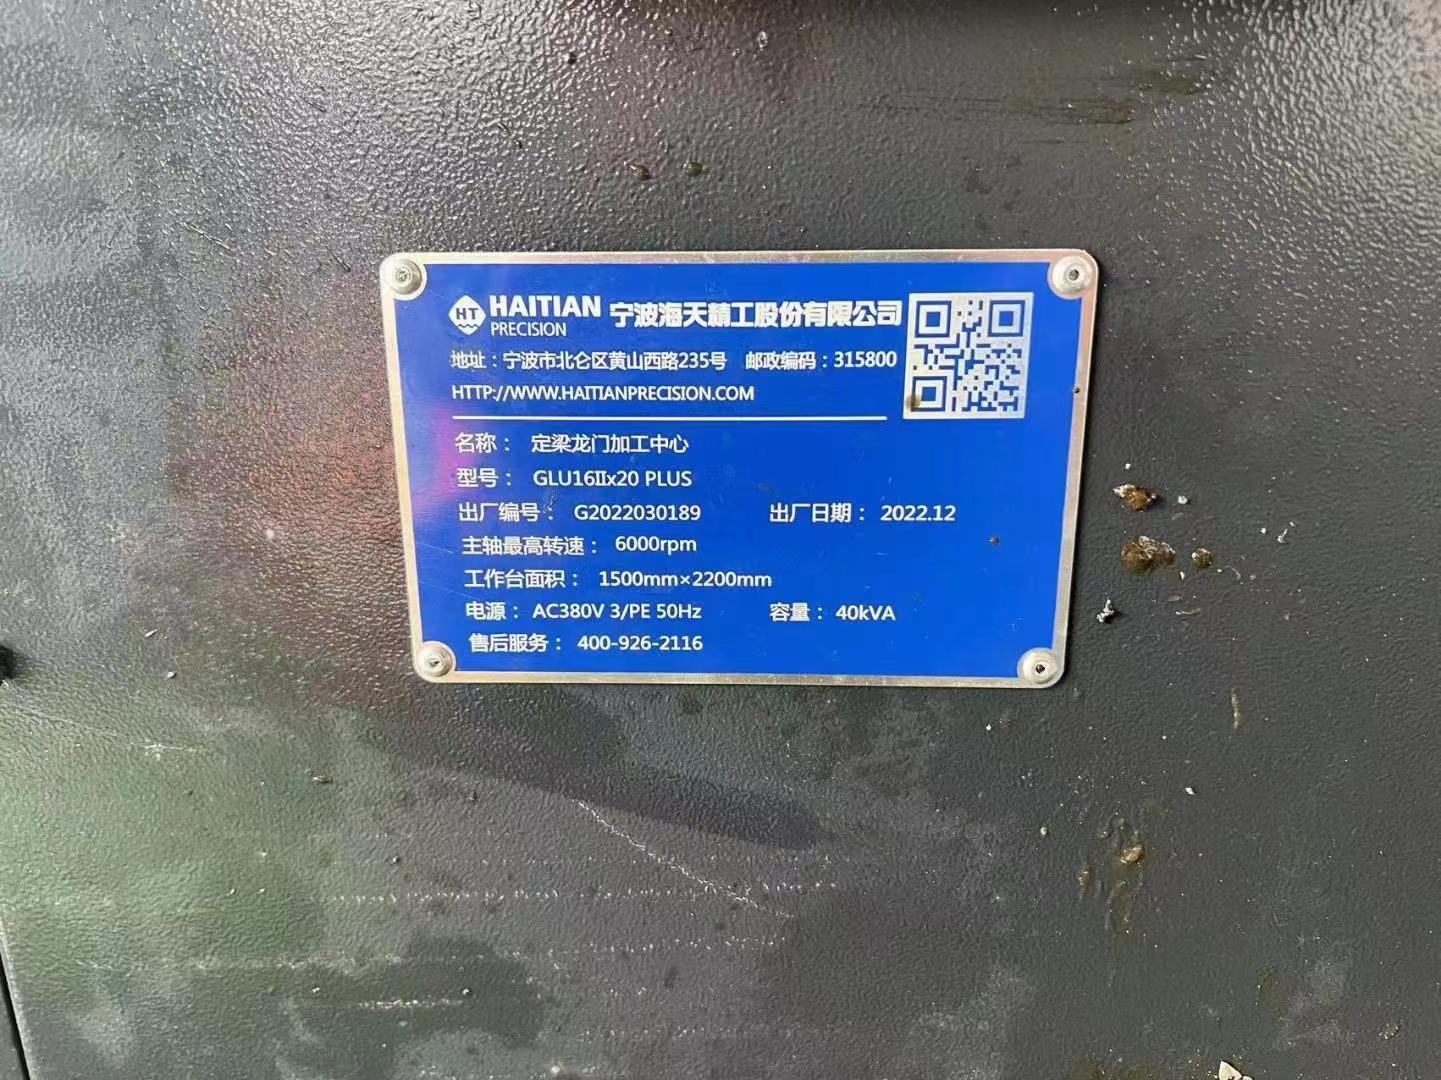 HT HAITIAN PRECISION 宁波海天精工股份有限公司
地址：宁波市北仑区黄山西路235号 邮政编码：315800
HTTP://WWW.HAITIANPRECISION.COM
名称： 定梁龙门加工中心
型号： GLU16IIx20 PLUS
出厂编号： G2022030189 出厂日期： 2022.12
主轴最高转速： 6000rpm
工作台面积： 1500mm×2200mm
电源： AC380V 3/PE 50Hz 容量： 40kVA
售后服务： 400-926-2116